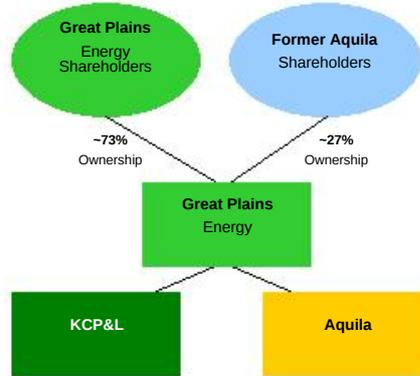 Great Plains
Energy
Shareholders
Former Aquila
Shareholders
~73%
Ownership
~27%
Ownership
Great Plains
Energy
KCP&L
Aquila